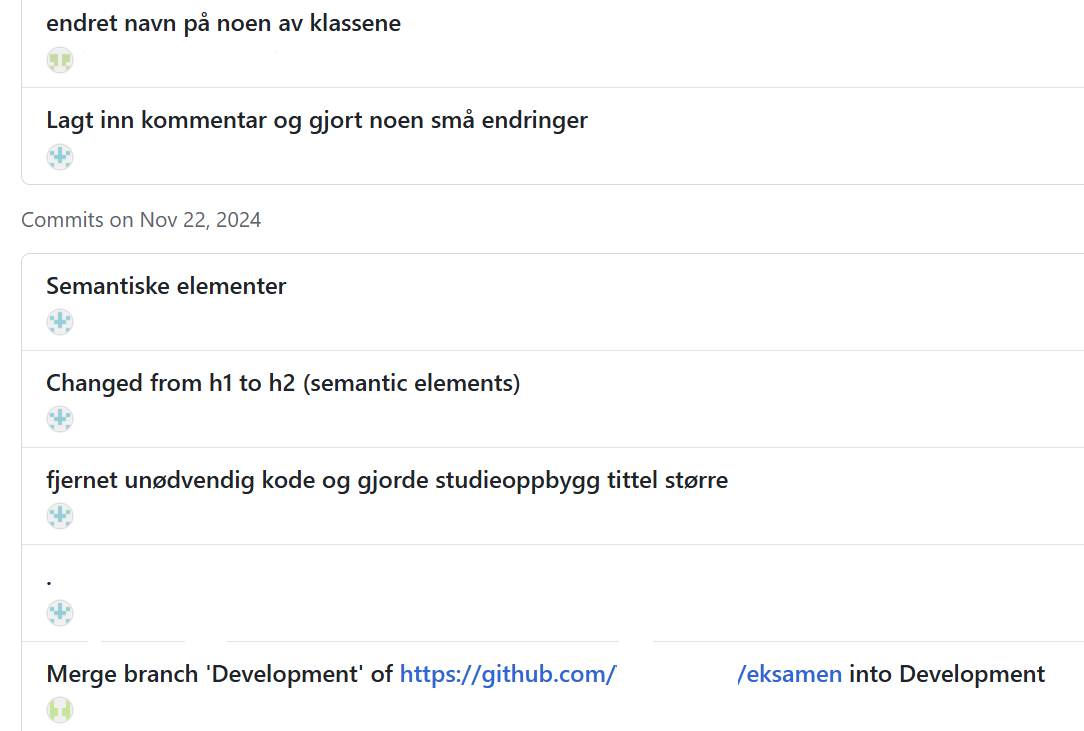 endret navn på noen av klassene
Lagt inn kommentar og gjort noen små endringer
Commits on Nov 22, 2024
Semantiske elementer
Changed from h1 to h2 (semantic elements)
fjernet unødvendig kode og gjorde studieoppbygg tittel større
.
Merge branch 'Development' of https://github.com/ /eksamen into Development